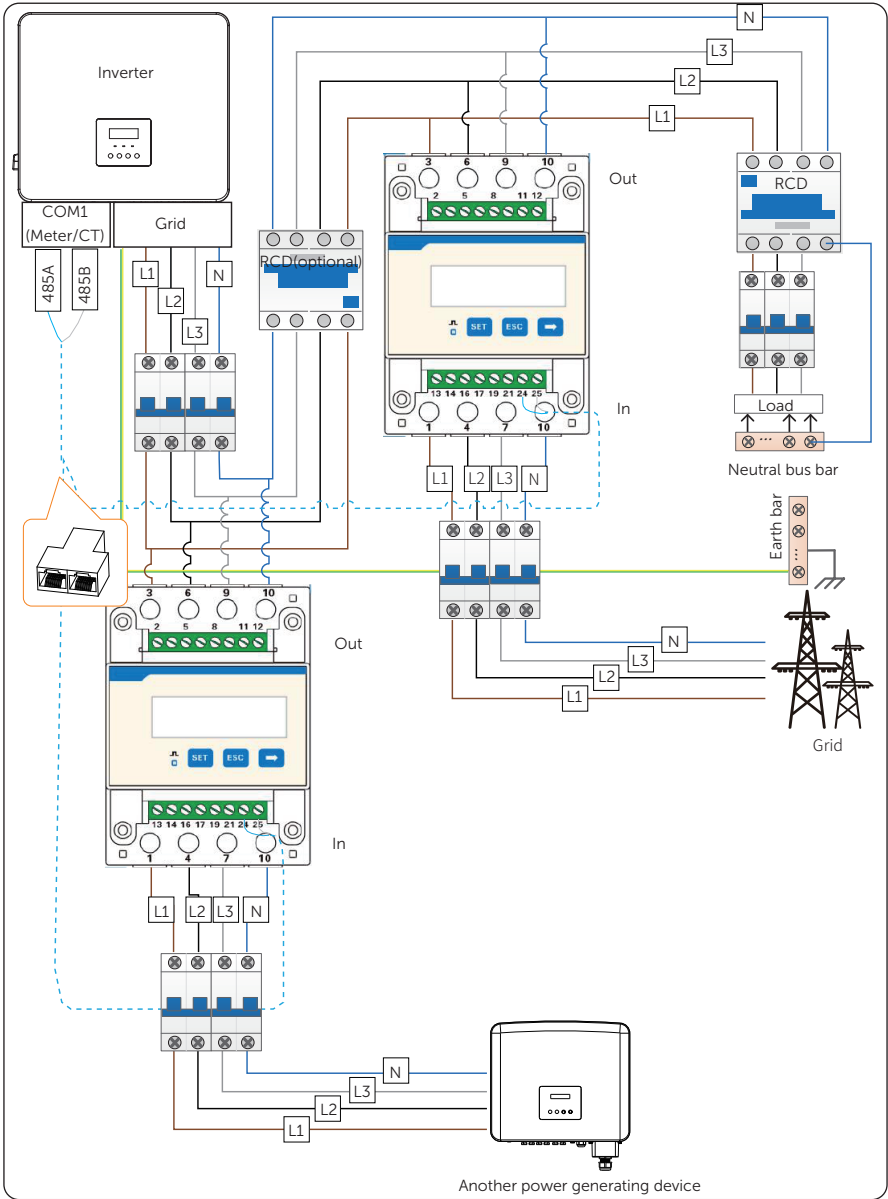 N
L3
Inverter
L2
L1
3 6 9 10
Out
RCD
2 5 8 11 12
COM1
(Meter/CT)
Grid
RCD(optional)
L1
N
485A
485B
L2
L3
SET ESC
13 14 16 17 19 21 24 25
In
1 4 7 10
Load
Neutral bus bar
L1 L2 L3 N
Earth bar
3 6 9 10
2 5 8 11 12
Out
N
L3
L2
L1
Grid
SET ESC
13 14 16 17 19 21 24 25
In
1 4 7 10
L1 L2 L3 N
N
L3
L2
L1
Another power generating device